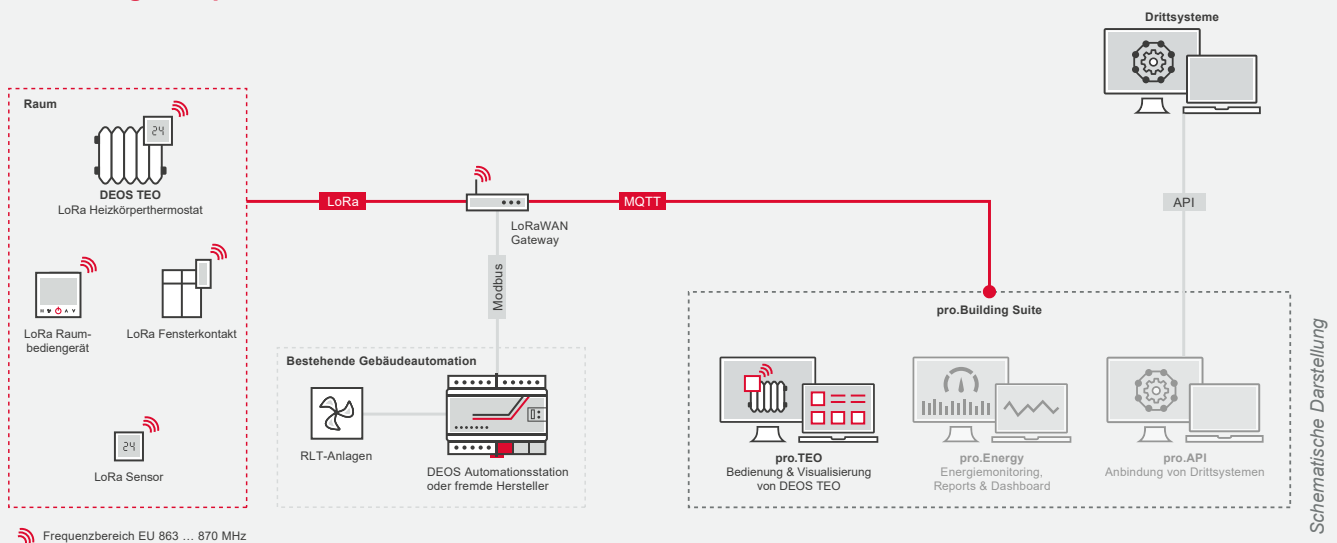 Drittsysteme
Raum
24
DEOS TEO
LoRa Heizkörperthermostat
LoRa
MQTT
API
LoRaWAN
Gateway
Modbus
LoRa Raum-
bediengerät
LoRa Fensterkontakt
24
LoRa Sensor
Bestehende Gebäudeautomation
RLT-Anlagen
DEOS Automationsstation
oder fremde Hersteller
pro.Building Suite
pro.TEO
Bedienung & Visualisierung
von DEOS TEO
pro.Energy
Energiemonitoring,
Reports & Dashboard
pro.API
Anbindung von Drittsystemen
Schematische Darstellung
Frequenzbereich EU 863 … 870 MHz